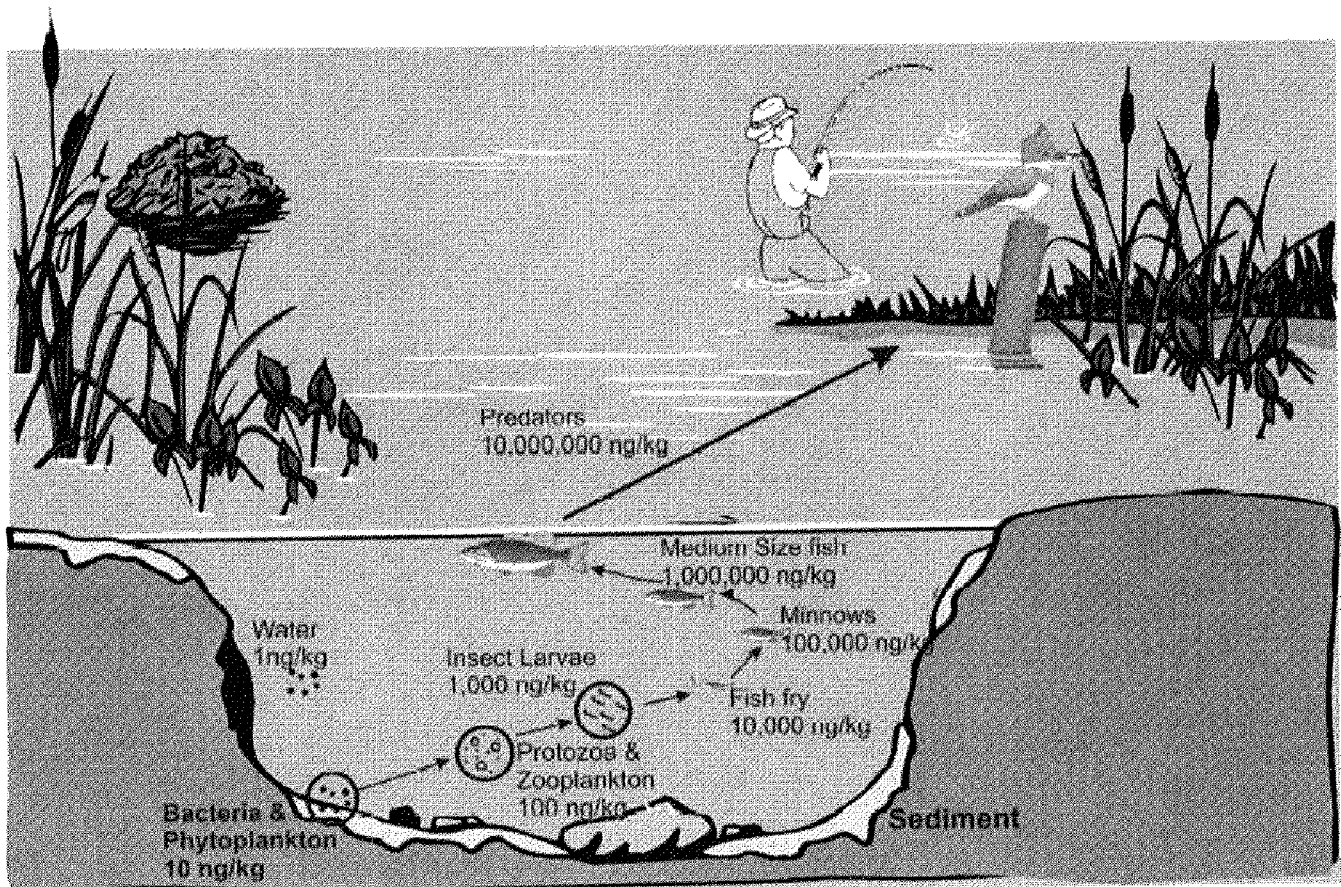 Predators
10,000,000 ng/kg
Medium Size fish
1,000,000 ng/kg
Minnows
100,000 ng/kg
Water
1ng/kg
Insect Larvae
1,000 ng/kg
Fish fry
10,000 ng/kg
Protozoa &
Zooplankton
100 ng/kg
Bacteria &
Phytoplankton
10 ng/kg
Sediment